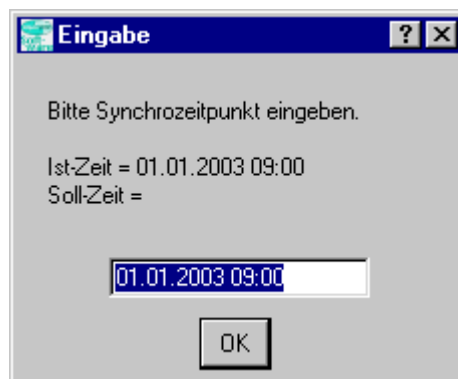 Eingabe
Bitte Synchrozeitpunkt eingeben.
Ist-Zeit = 01.01.2003 09:00
Soll-Zeit =
01.01.2003 09:00
OK